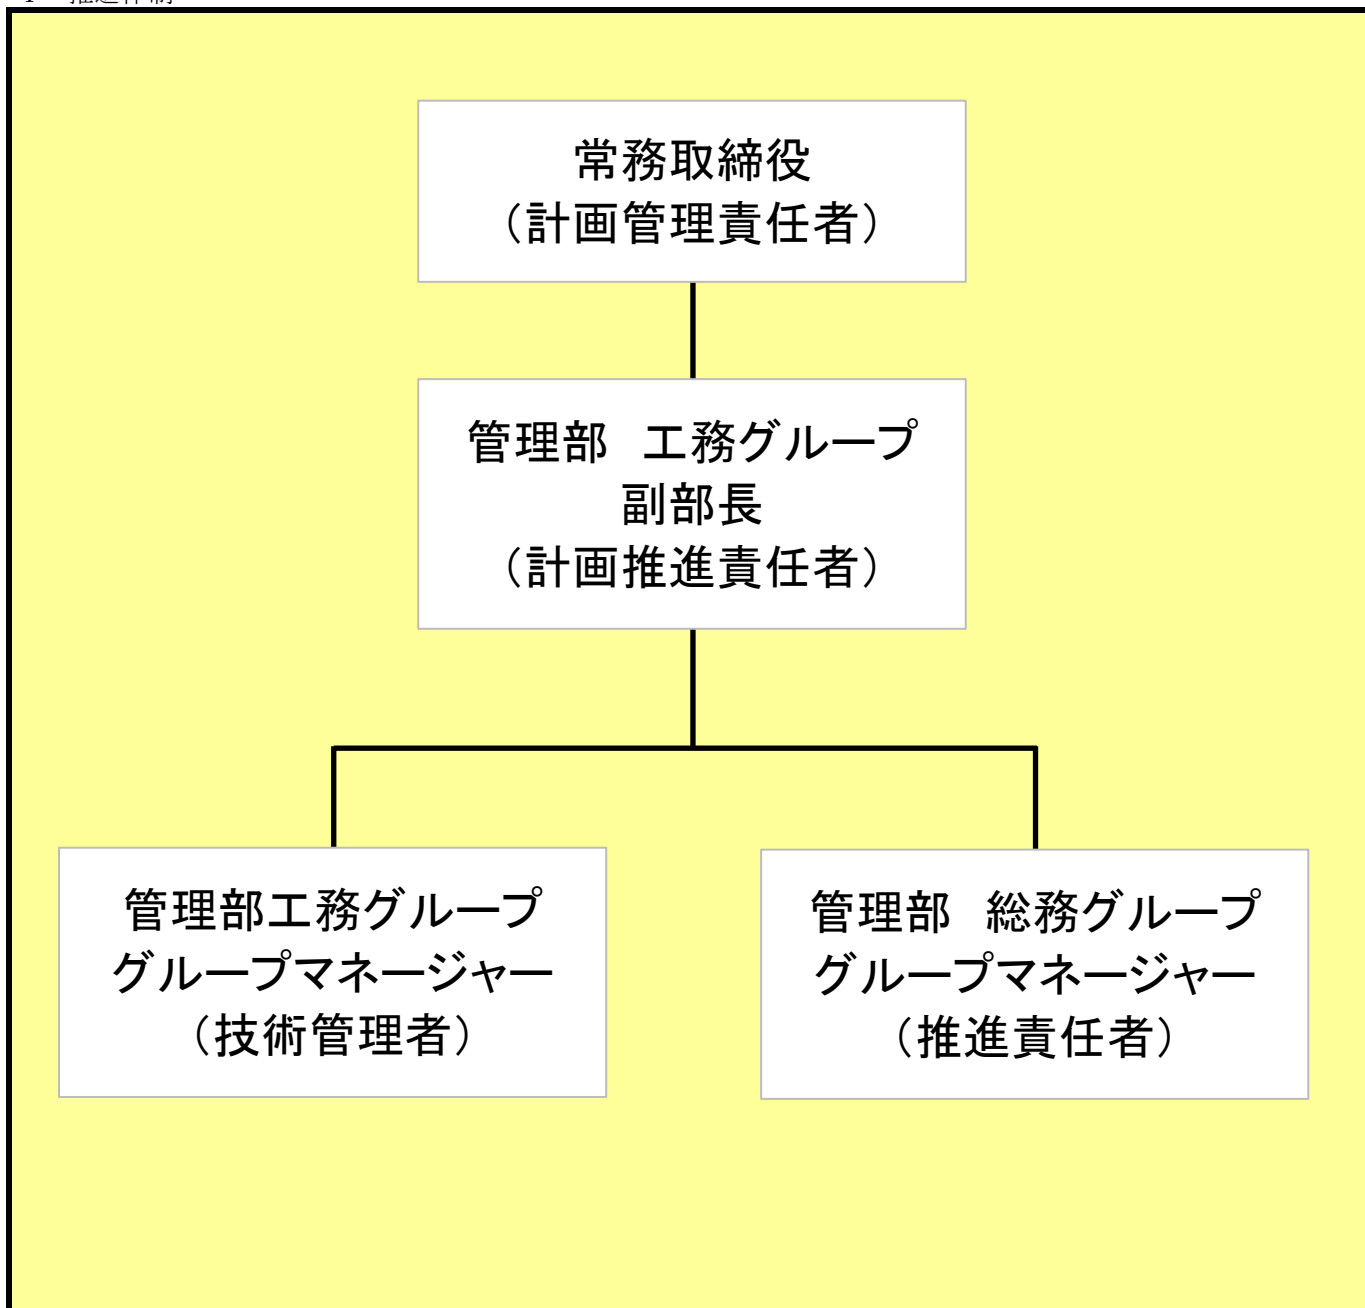 常務取締役
（計画管理責任者）
管理部　工務グループ
副部長
（計画推進責任者）
管理部工務グループ
グループマネージャー
（技術管理者）
管理部　総務グループ
グループマネージャー
（推進責任者）